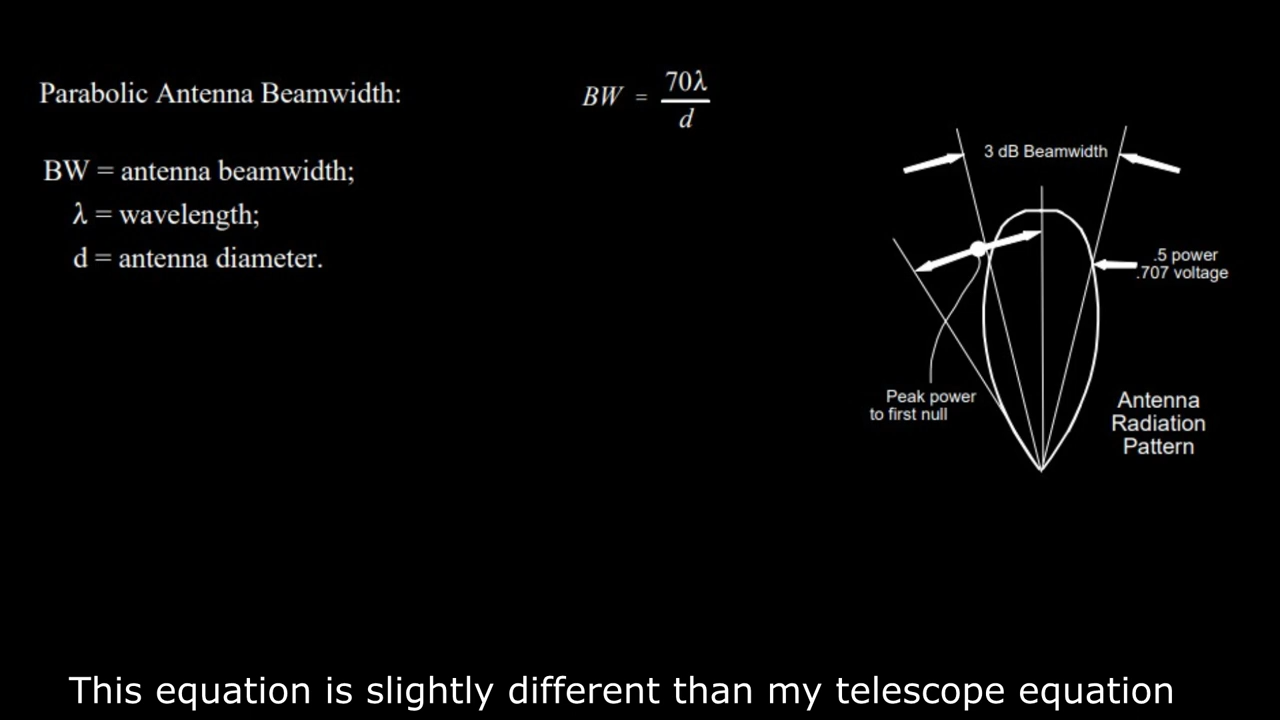 Parabolic Antenna Beamwidth:
BW = 70λ / d
BW = antenna beamwidth;
λ = wavelength;
d = antenna diameter.
3 dB Beamwidth
.5 power
.707 voltage
Peak power
to first null
Antenna
Radiation
Pattern
This equation is slightly different than my telescope equation